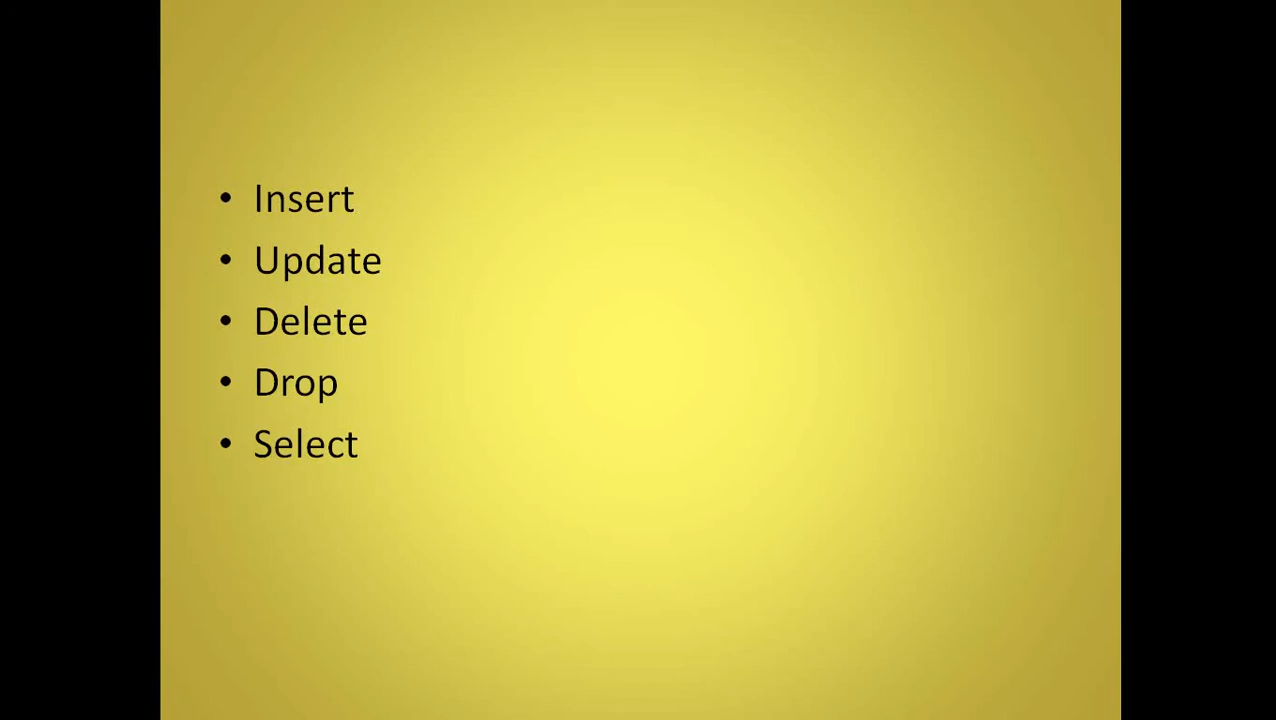 • Insert
• Update
• Delete
• Drop
• Select